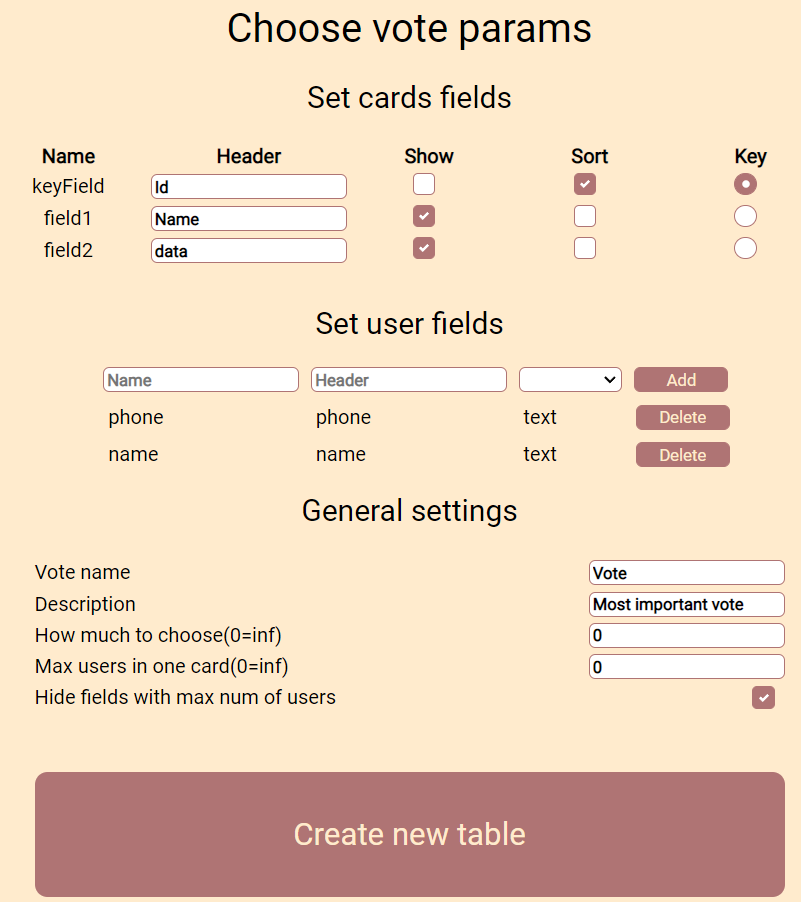 Choose vote params
Set cards fields
Name Header Show Sort Key
keyField Id
field1 Name
field2 data
Set user fields
Name Header Add
phone phone text Delete
name name text Delete
General settings
Vote name Vote
Description Most important vote
How much to choose(0=inf) 0
Max users in one card(0=inf) 0
Hide fields with max num of users
Create new table